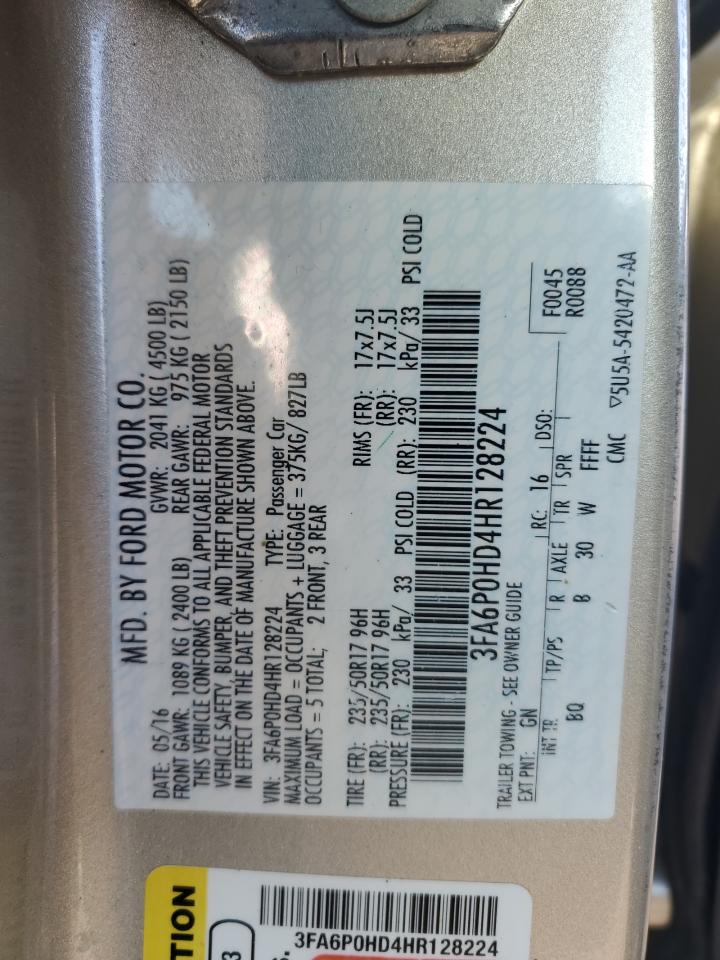 MFD. BY FORD MOTOR CO.
DATE: 05/16 GVWR: 2041 KG ( 4500 LB)
FRONT GAWR: 1089 KG ( 2400 LB) REAR GAWR: 975 KG ( 2150 LB)
THIS VEHICLE CONFORMS TO ALL APPLICABLE FEDERAL MOTOR
VEHICLE SAFETY, BUMPER, AND THEFT PREVENTION STANDARDS
IN EFFECT ON THE DATE OF MANUFACTURE SHOWN ABOVE.
VIN: 3FA6P0HD4HR128224 TYPE: Passenger Car
MAXIMUM LOAD = OCCUPANTS + LUGGAGE = 375KG/ 827LB
OCCUPANTS = 5 TOTAL; 2 FRONT, 3 REAR
TIRE (FR): 235/50R17 96H RIMS (FR): 17x7.5J
(RR): 235/50R17 96H (RR): 17x7.5J
PRESSURE (FR): 230 kPa/ 33 PSI COLD (RR): 230 kPa/ 33 PSI COLD
3FA6P0HD4HR128224
TRAILER TOWING - SEE OWNER GUIDE
EXT PNT: GN RC: 16 DSO: F0045
INT TR TP/PS R AXLE TR SPR R0088
BQ B 30 W FFFF
CMC ▽5U5A-5420472-AA
TION
3
S.
3FA6P0HD4HR128224